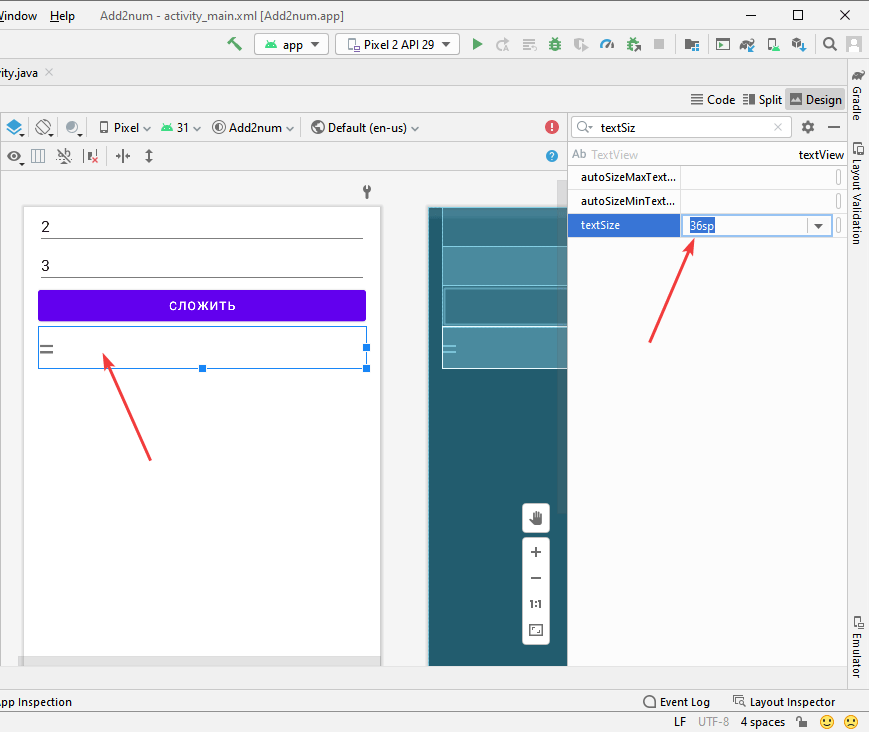 Window Help Add2num - activity_main.xml [Add2num.app]
app Pixel 2 API 29
ity.java
Code Split Design
Pixel 31 Add2num Default (en-us)
textSiz
Ab TextView textView
autoSizeMaxText...
autoSizeMinText...
textSize 36sp
2
3
СЛОЖИТЬ
=
1:1
Gradle
Layout Validation
Emulator
pp Inspection Event Log Layout Inspector
LF UTF-8 4 spaces